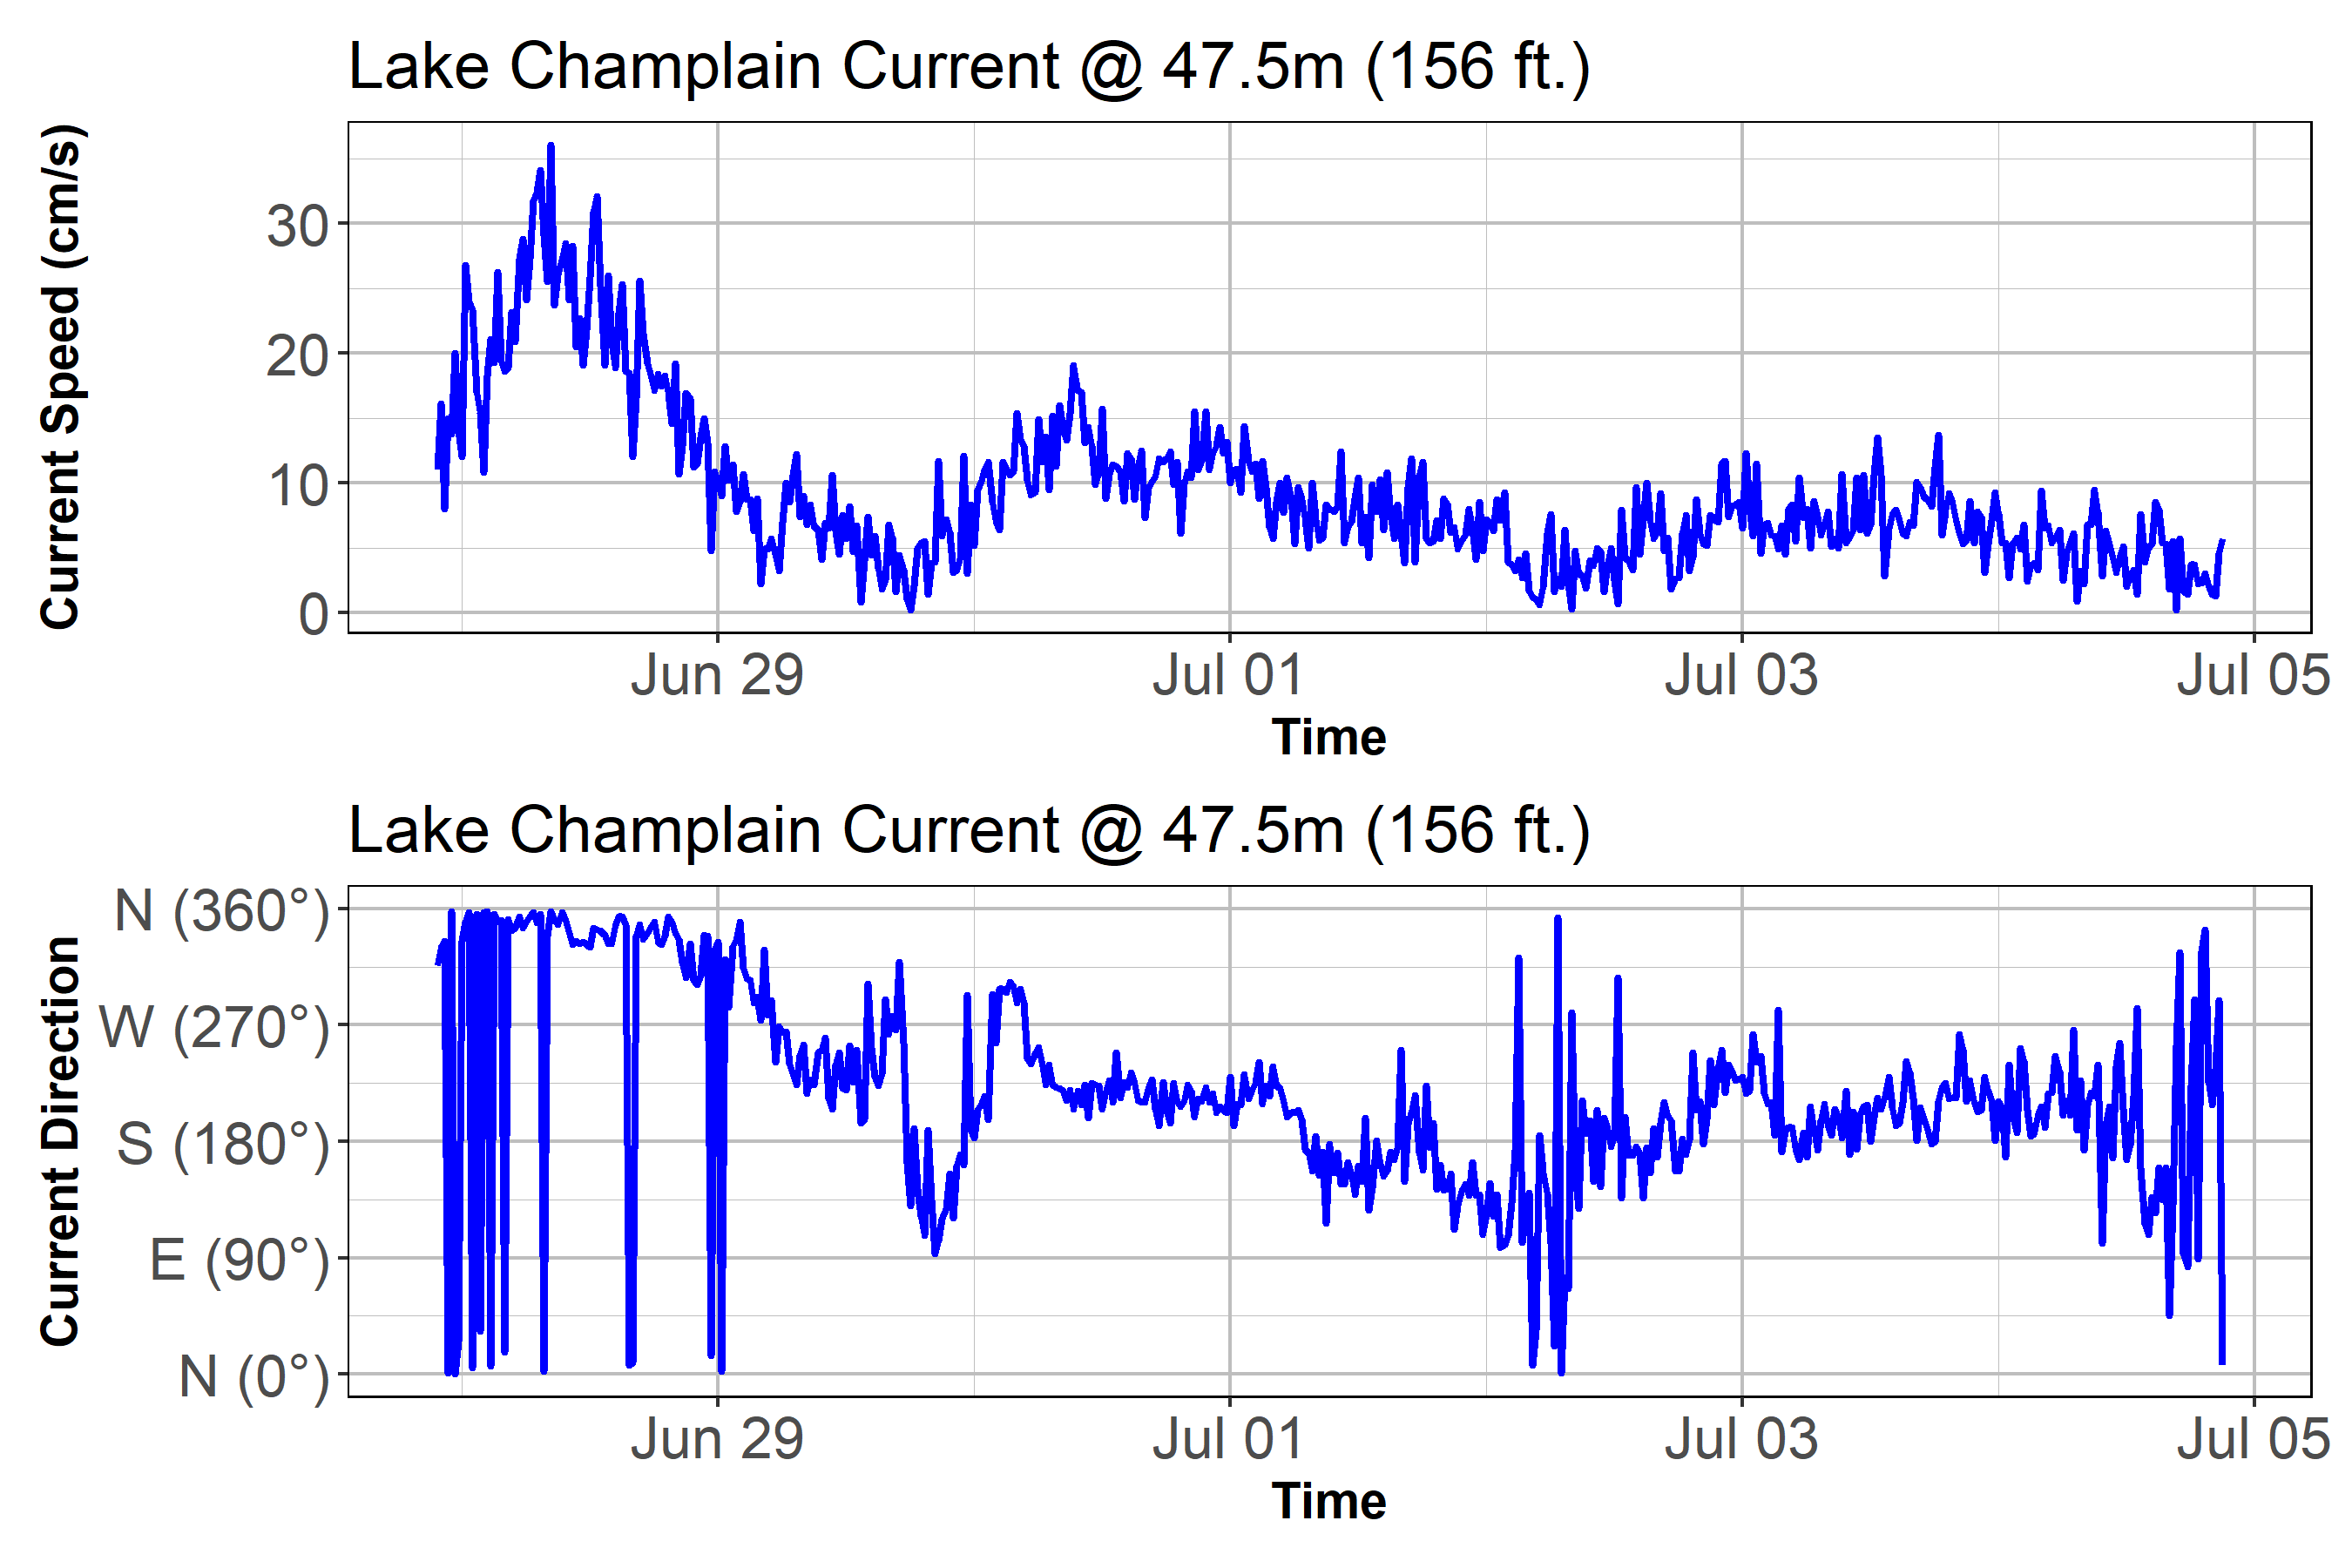 Lake Champlain Current @ 47.5m (156 ft.)
Current Speed (cm/s)
30
20
10
0
Jun 29
Jul 01
Jul 03
Jul 05
Time
Lake Champlain Current @ 47.5m (156 ft.)
Current Direction
N (360°)
W (270°)
S (180°)
E (90°)
N (0°)
Jun 29
Jul 01
Jul 03
Jul 05
Time